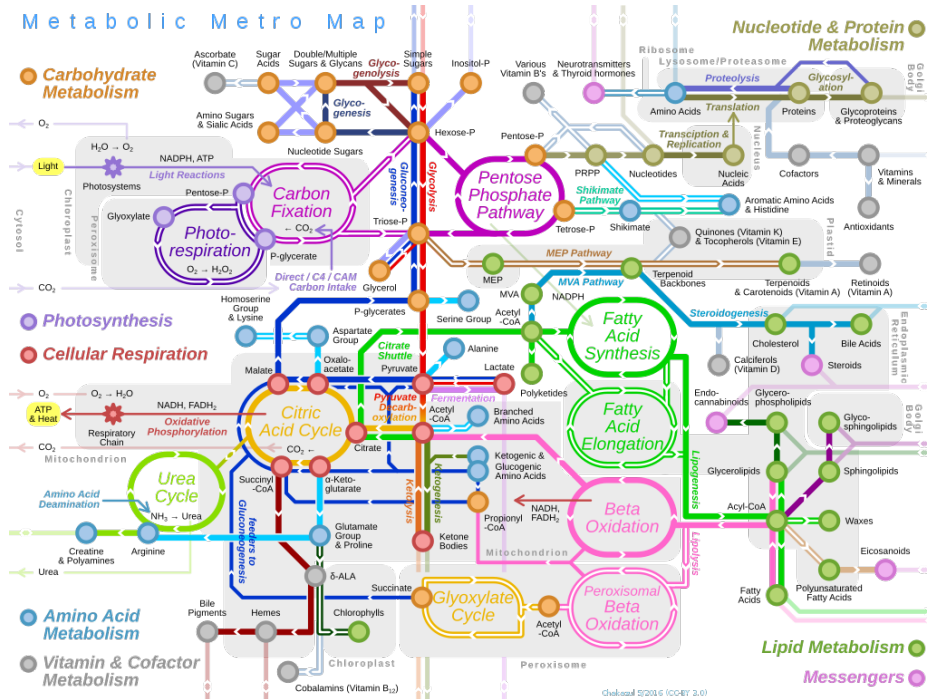 Metabolic Metro Map
Nucleotide & Protein
Metabolism
Carbohydrate
Metabolism
Ascorbate
(Vitamin C)
Sugar
Acids
Double/Multiple
Sugars & Glycans
Glyco-
genolysis
Simple
Sugars
Inositol-P
Various
Vitamin B's
Neurotransmitters
& Thyroid hormones
Ribosome
Lysosome/Proteasome
Proteolysis
Glycosyl-
ation
Golgi
Body
Amino Acids
Proteins
Glycoproteins
& Proteoglycans
Translation
Glyco-
genesis
Amino Sugars
& Sialic Acids
Nucleotide Sugars
Hexose-P
Pentose-P
Transciption &
Replication
Nucleus
PRPP
Nucleotides
Nucleic
Acids
Cofactors
Vitamins
& Minerals
Antioxidants
O₂
H₂O → O₂
Light
NADPH, ATP
Light Reactions
Photosystems
Pentose-P
Carbon
Fixation
← CO₂
Glyoxylate
Photo-
respiration
O₂ → H₂O₂
P-glycerate
Direct / C4 / CAM
Carbon Intake
CO₂
Cytosol
Chloroplast
Peroxisome
Gluconeo-
genesis
Glycolysis
Triose-P
Glycerol
Pentose
Phosphate
Pathway
Shikimate
Pathway
Tetrose-P
Shikimate
Aromatic Amino Acids
& Histidine
Quinones (Vitamin K)
& Tocopherols (Vitamin E)
Plastid
MEP Pathway
MEP
MVA Pathway
Terpenoid
Backbones
Terpenoids
& Carotenoids (Vitamin A)
Retinoids
(Vitamin A)
Photosynthesis
Cellular Respiration
Homoserine
Group
& Lysine
P-glycerates
Serine Group
MVA
Acetyl
-CoA
NADPH
Fatty
Acid
Synthesis
Steroidogenesis
Cholesterol
Bile Acids
Endoplasmic
Reticulum
Calciferols
(Vitamin D)
Steroids
Aspartate
Group
Citrate
Shuttle
Alanine
Malate
Oxalo-
acetate
Pyruvate
Lactate
Polyketides
O₂
O₂ → H₂O
ATP
& Heat
NADH, FADH₂
Oxidative
Phosphorylation
Respiratory
Chain
CO₂
Mitochondrion
Citric
Acid Cycle
CO₂ ←
Citrate
Pyruvate
Decarb-
oxylation
Fermentation
Acetyl
-CoA
Branched
Amino Acids
Fatty
Acid
Elongation
Endo-
cannabinoids
Glycero-
phospholipids
Glyco-
sphingolipids
Golgi
Body
Glycerolipids
Sphingolipids
Urea
Cycle
Amino Acid
Deamination
NH₃ → Urea
Succinyl
-CoA
α-Keto-
glutarate
Ketogenic &
Glucogenic
Amino Acids
Propionyl
-CoA
Ketolysis
Ketogenesis
NADH,
FADH₂
Beta
Oxidation
Lipogenesis
Lipolysis
Acyl-CoA
Waxes
Eicosanoids
Polyunsaturated
Fatty Acids
Fatty
Acids
Creatine
& Polyamines
Arginine
Urea
feeders to
Gluconeogenesis
Glutamate
Group
& Proline
Ketone
Bodies
Mitochondrion
δ-ALA
Succinate
Glyoxylate
Cycle
Acetyl
-CoA
Peroxisomal
Beta
Oxidation
Peroxisome
Amino Acid
Metabolism
Vitamin & Cofactor
Metabolism
Bile
Pigments
Hemes
Chlorophylls
Chloroplast
Cobalamins (Vitamin B₁₂)
Lipid Metabolism
Messengers
Chakazul 5/2016 (CC-BY 3.0)